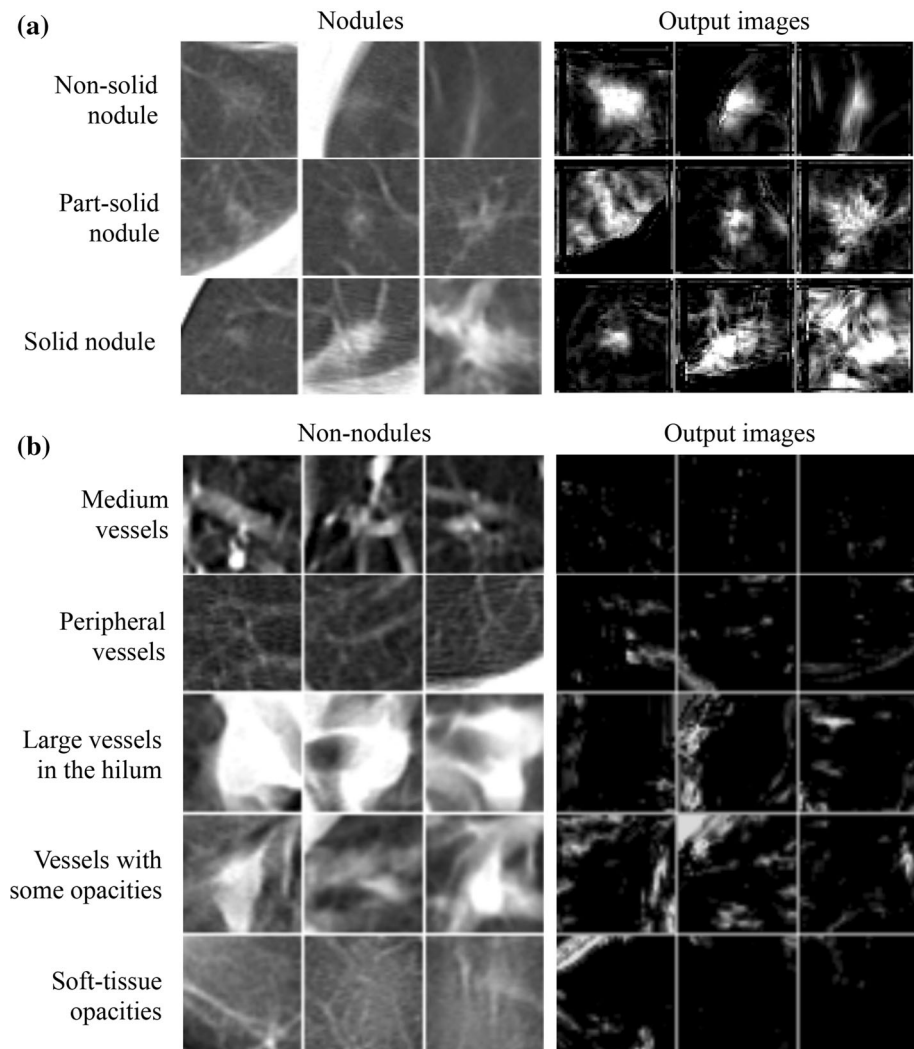 (a)
Nodules
Output images
Non-solid
nodule
Part-solid
nodule
Solid nodule
(b)
Non-nodules
Output images
Medium
vessels
Peripheral
vessels
Large vessels
in the hilum
Vessels with
some opacities
Soft-tissue
opacities